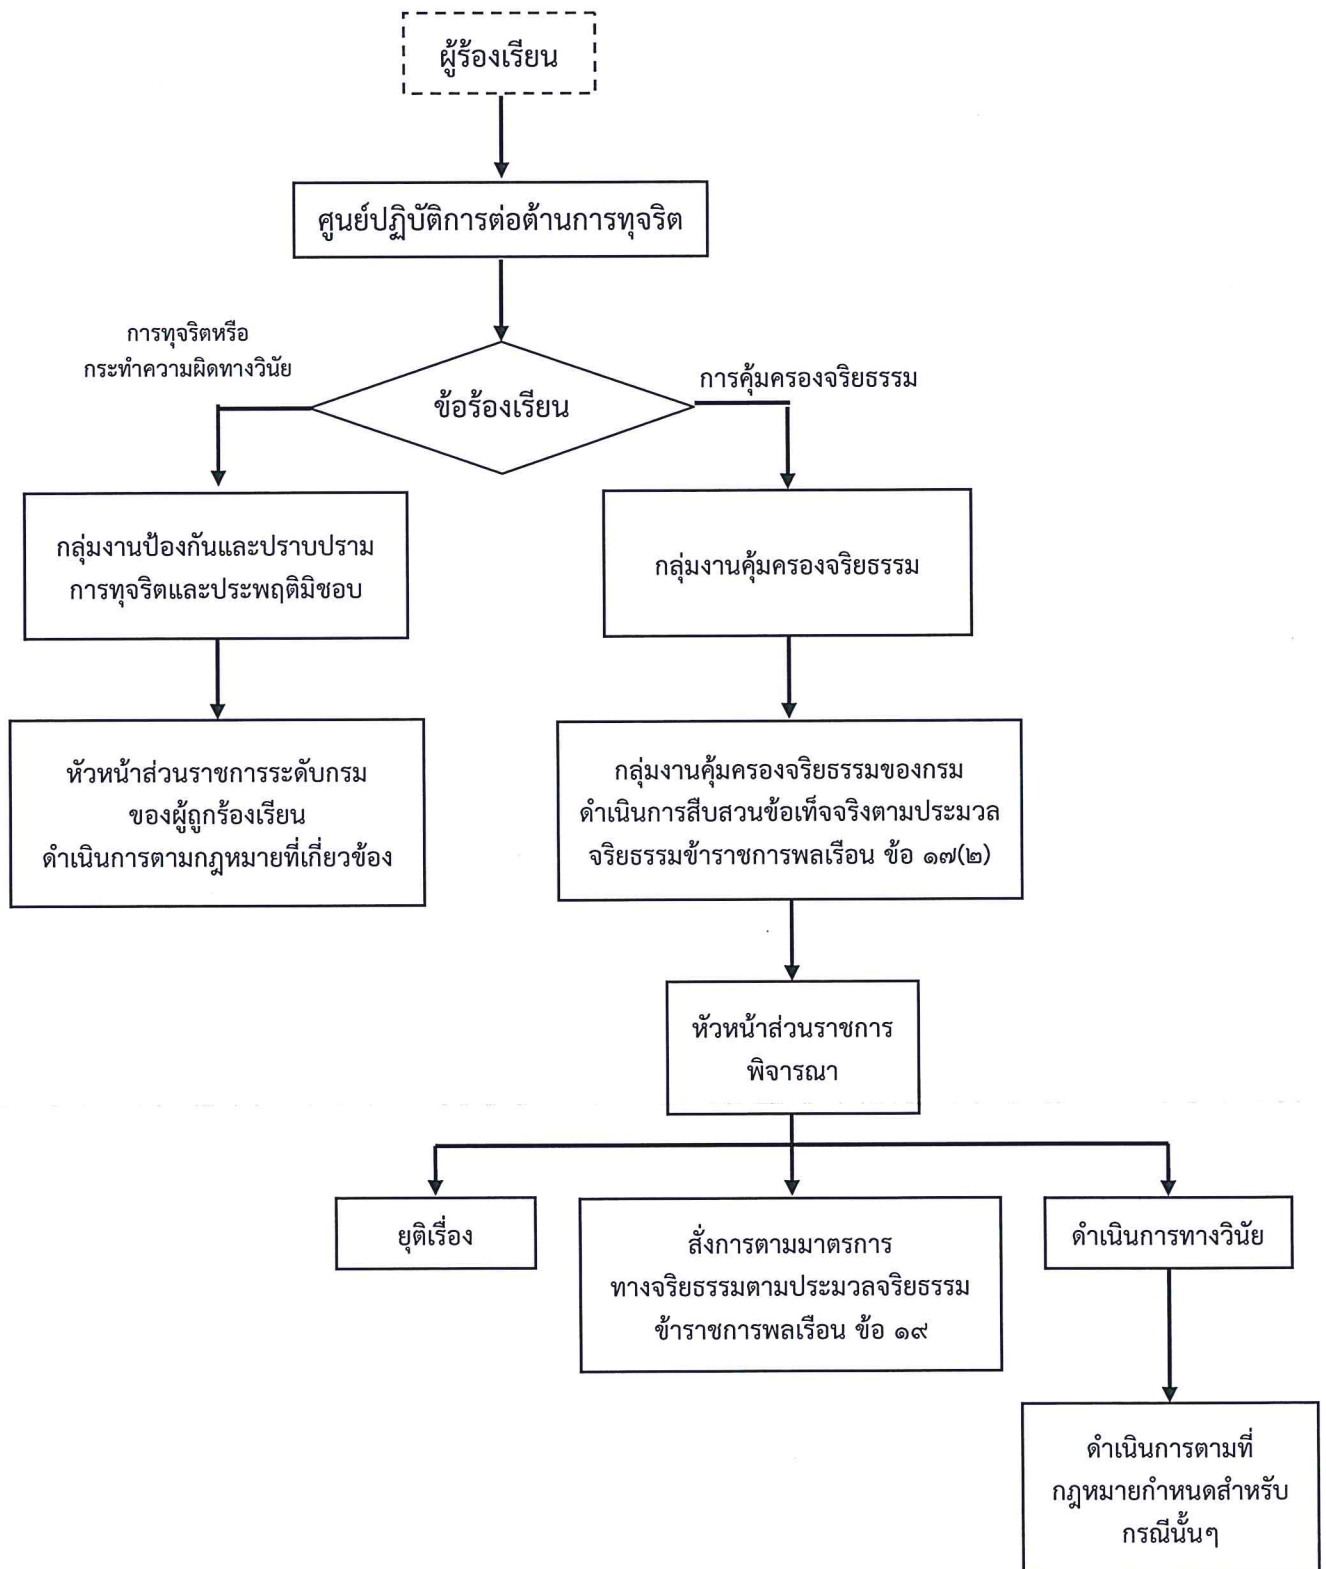 ผู้ร้องเรียน
ศูนย์ปฏิบัติการต่อต้านการทุจริต
การทุจริตหรือ
กระทำความผิดทางวินัย
ข้อร้องเรียน
การคุ้มครองจริยธรรม
กลุ่มงานป้องกันและปราบปราม
การทุจริตและประพฤติมิชอบ
กลุ่มงานคุ้มครองจริยธรรม
หัวหน้าส่วนราชการระดับกรม
ของผู้ถูกร้องเรียน
ดำเนินการตามกฎหมายที่เกี่ยวข้อง
กลุ่มงานคุ้มครองจริยธรรมของกรม
ดำเนินการสืบสวนข้อเท็จจริงตามประมวล
จริยธรรมข้าราชการพลเรือน ข้อ ๑๗(๒)
หัวหน้าส่วนราชการ
พิจารณา
ยุติเรื่อง
สั่งการตามมาตรการ
ทางจริยธรรมตามประมวลจริยธรรม
ข้าราชการพลเรือน ข้อ ๑๙
ดำเนินการทางวินัย
ดำเนินการตามที่
กฎหมายกำหนดสำหรับ
กรณีนั้นๆ